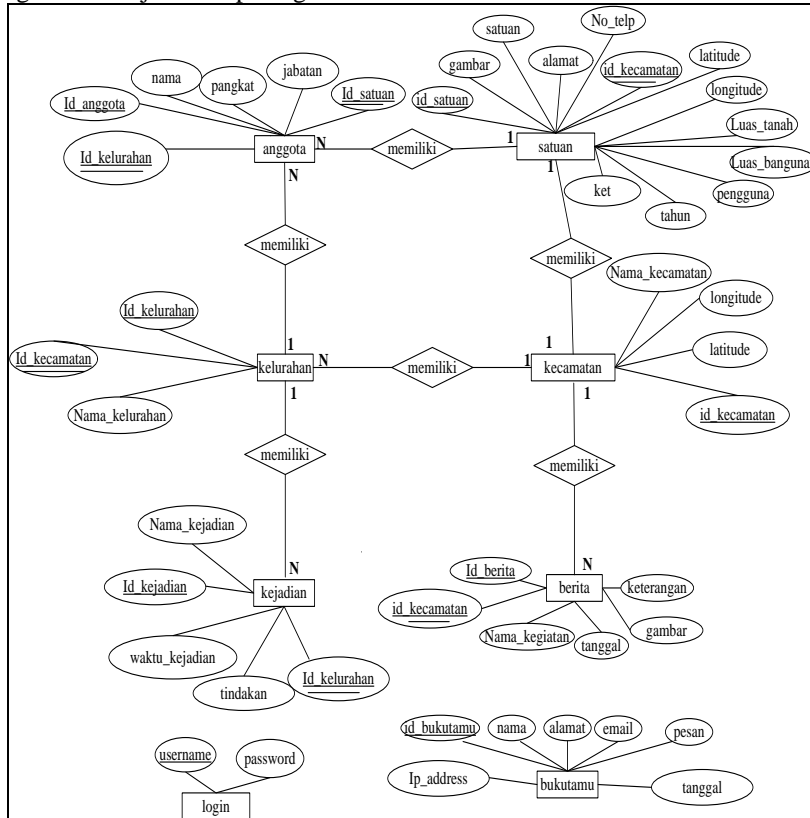 No_telp
satuan
latitude
nama
jabatan
gambar
alamat
pangkat
id_kecamatan
Id_anggota
Id_satuan
id_satuan
longitude
Luas_tanah
Id_kelurahan
anggota
N
memiliki
1
satuan
Luas_banguna
N
1
ket
pengguna
tahun
memiliki
memiliki
Nama_kecamatan
Id_kelurahan
longitude
Id_kecamatan
1
1
latitude
kelurahan
N
memiliki
1
kecamatan
1
1
Nama_kelurahan
id_kecamatan
memiliki
memiliki
Nama_kejadian
N
N
Id_berita
Id_kejadian
kejadian
berita
keterangan
id_kecamatan
waktu_kejadian
Nama_kegiatan
tanggal
gambar
tindakan
Id_kelurahan
id_bukutamu
nama
alamat
email
pesan
username
password
Ip_address
bukutamu
tanggal
login